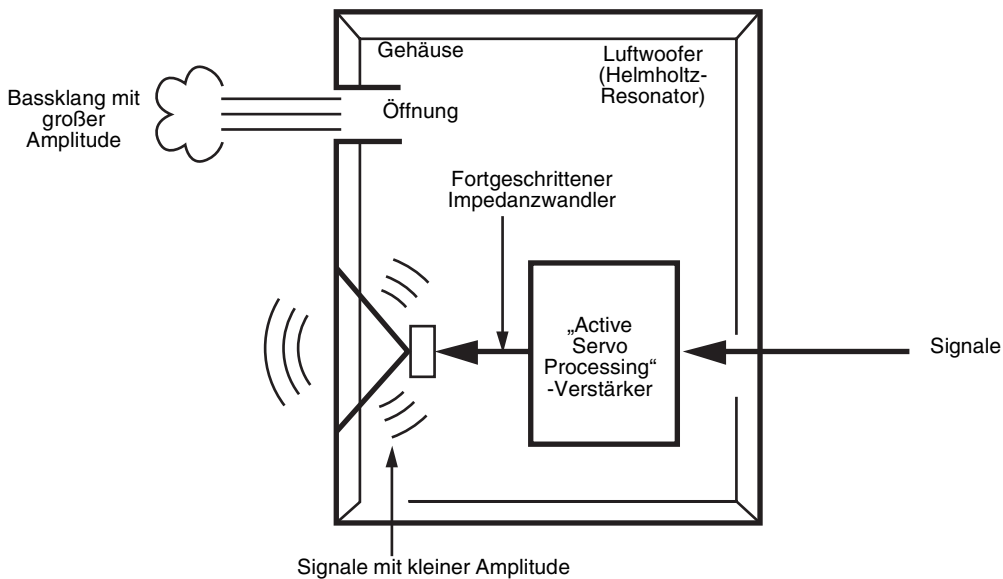 Gehäuse
Luftwoofer
(Helmholtz-
Resonator)
Bassklang mit
großer
Amplitude
Öffnung
Fortgeschrittener
Impedanzwandler
„Active
Servo
Processing“
-Verstärker
Signale
Signale mit kleiner Amplitude